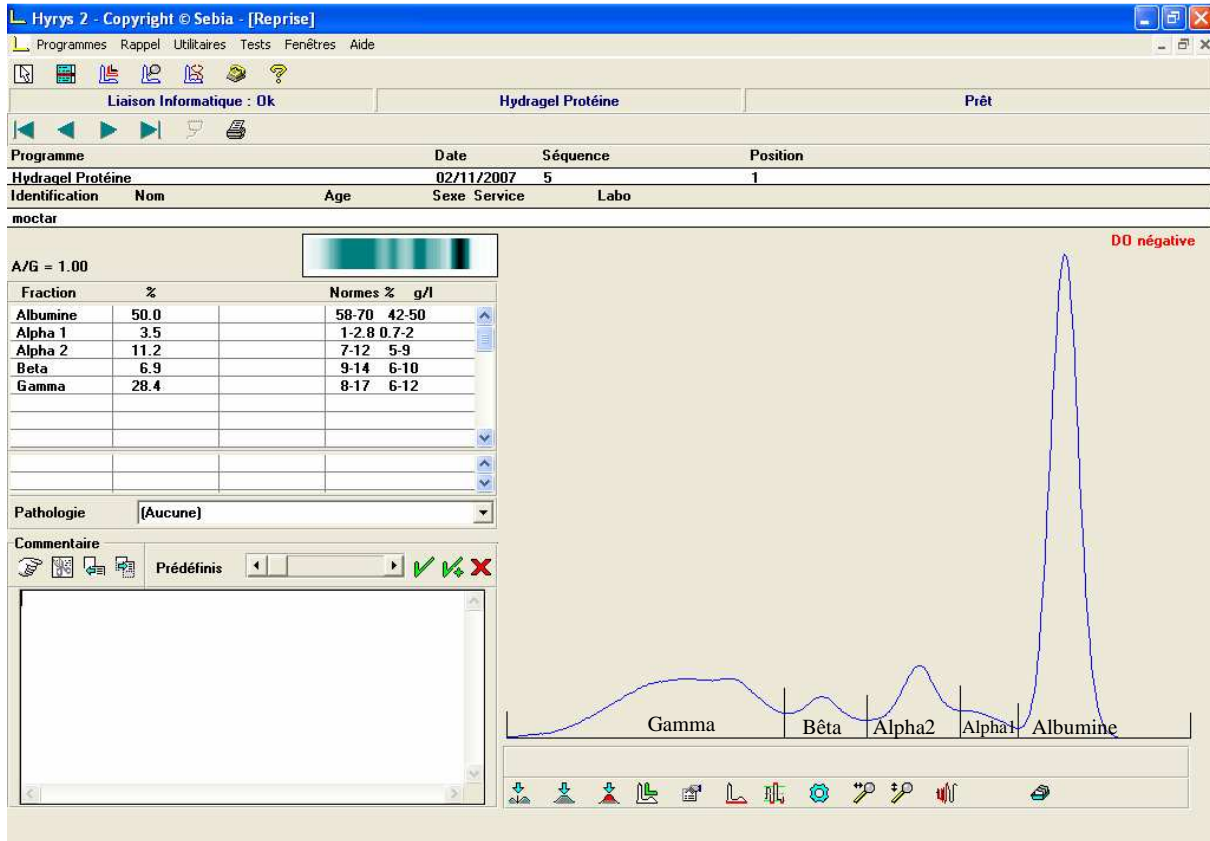 Hyrys 2 - Copyright © Sebia - [Reprise]
Programmes Rappel Utilitaires Tests Fenêtres Aide
Liaison Informatique : Ok Hydragel Protéine Prêt
Programme Date Séquence Position
Hydragel Protéine 02/11/2007 5 1
Identification Nom Age Sexe Service Labo
moctar
DO négative
A/G = 1.00
Fraction % Normes % g/l
Albumine 50.0 58-70 42-50
Alpha 1 3.5 1-2.8 0.7-2
Alpha 2 11.2 7-12 5-9
Beta 6.9 9-14 6-10
Gamma 28.4 8-17 6-12
Pathologie (Aucune)
Commentaire
Prédéfinis
Gamma Bêta Alpha2 Alpha1 Albumine